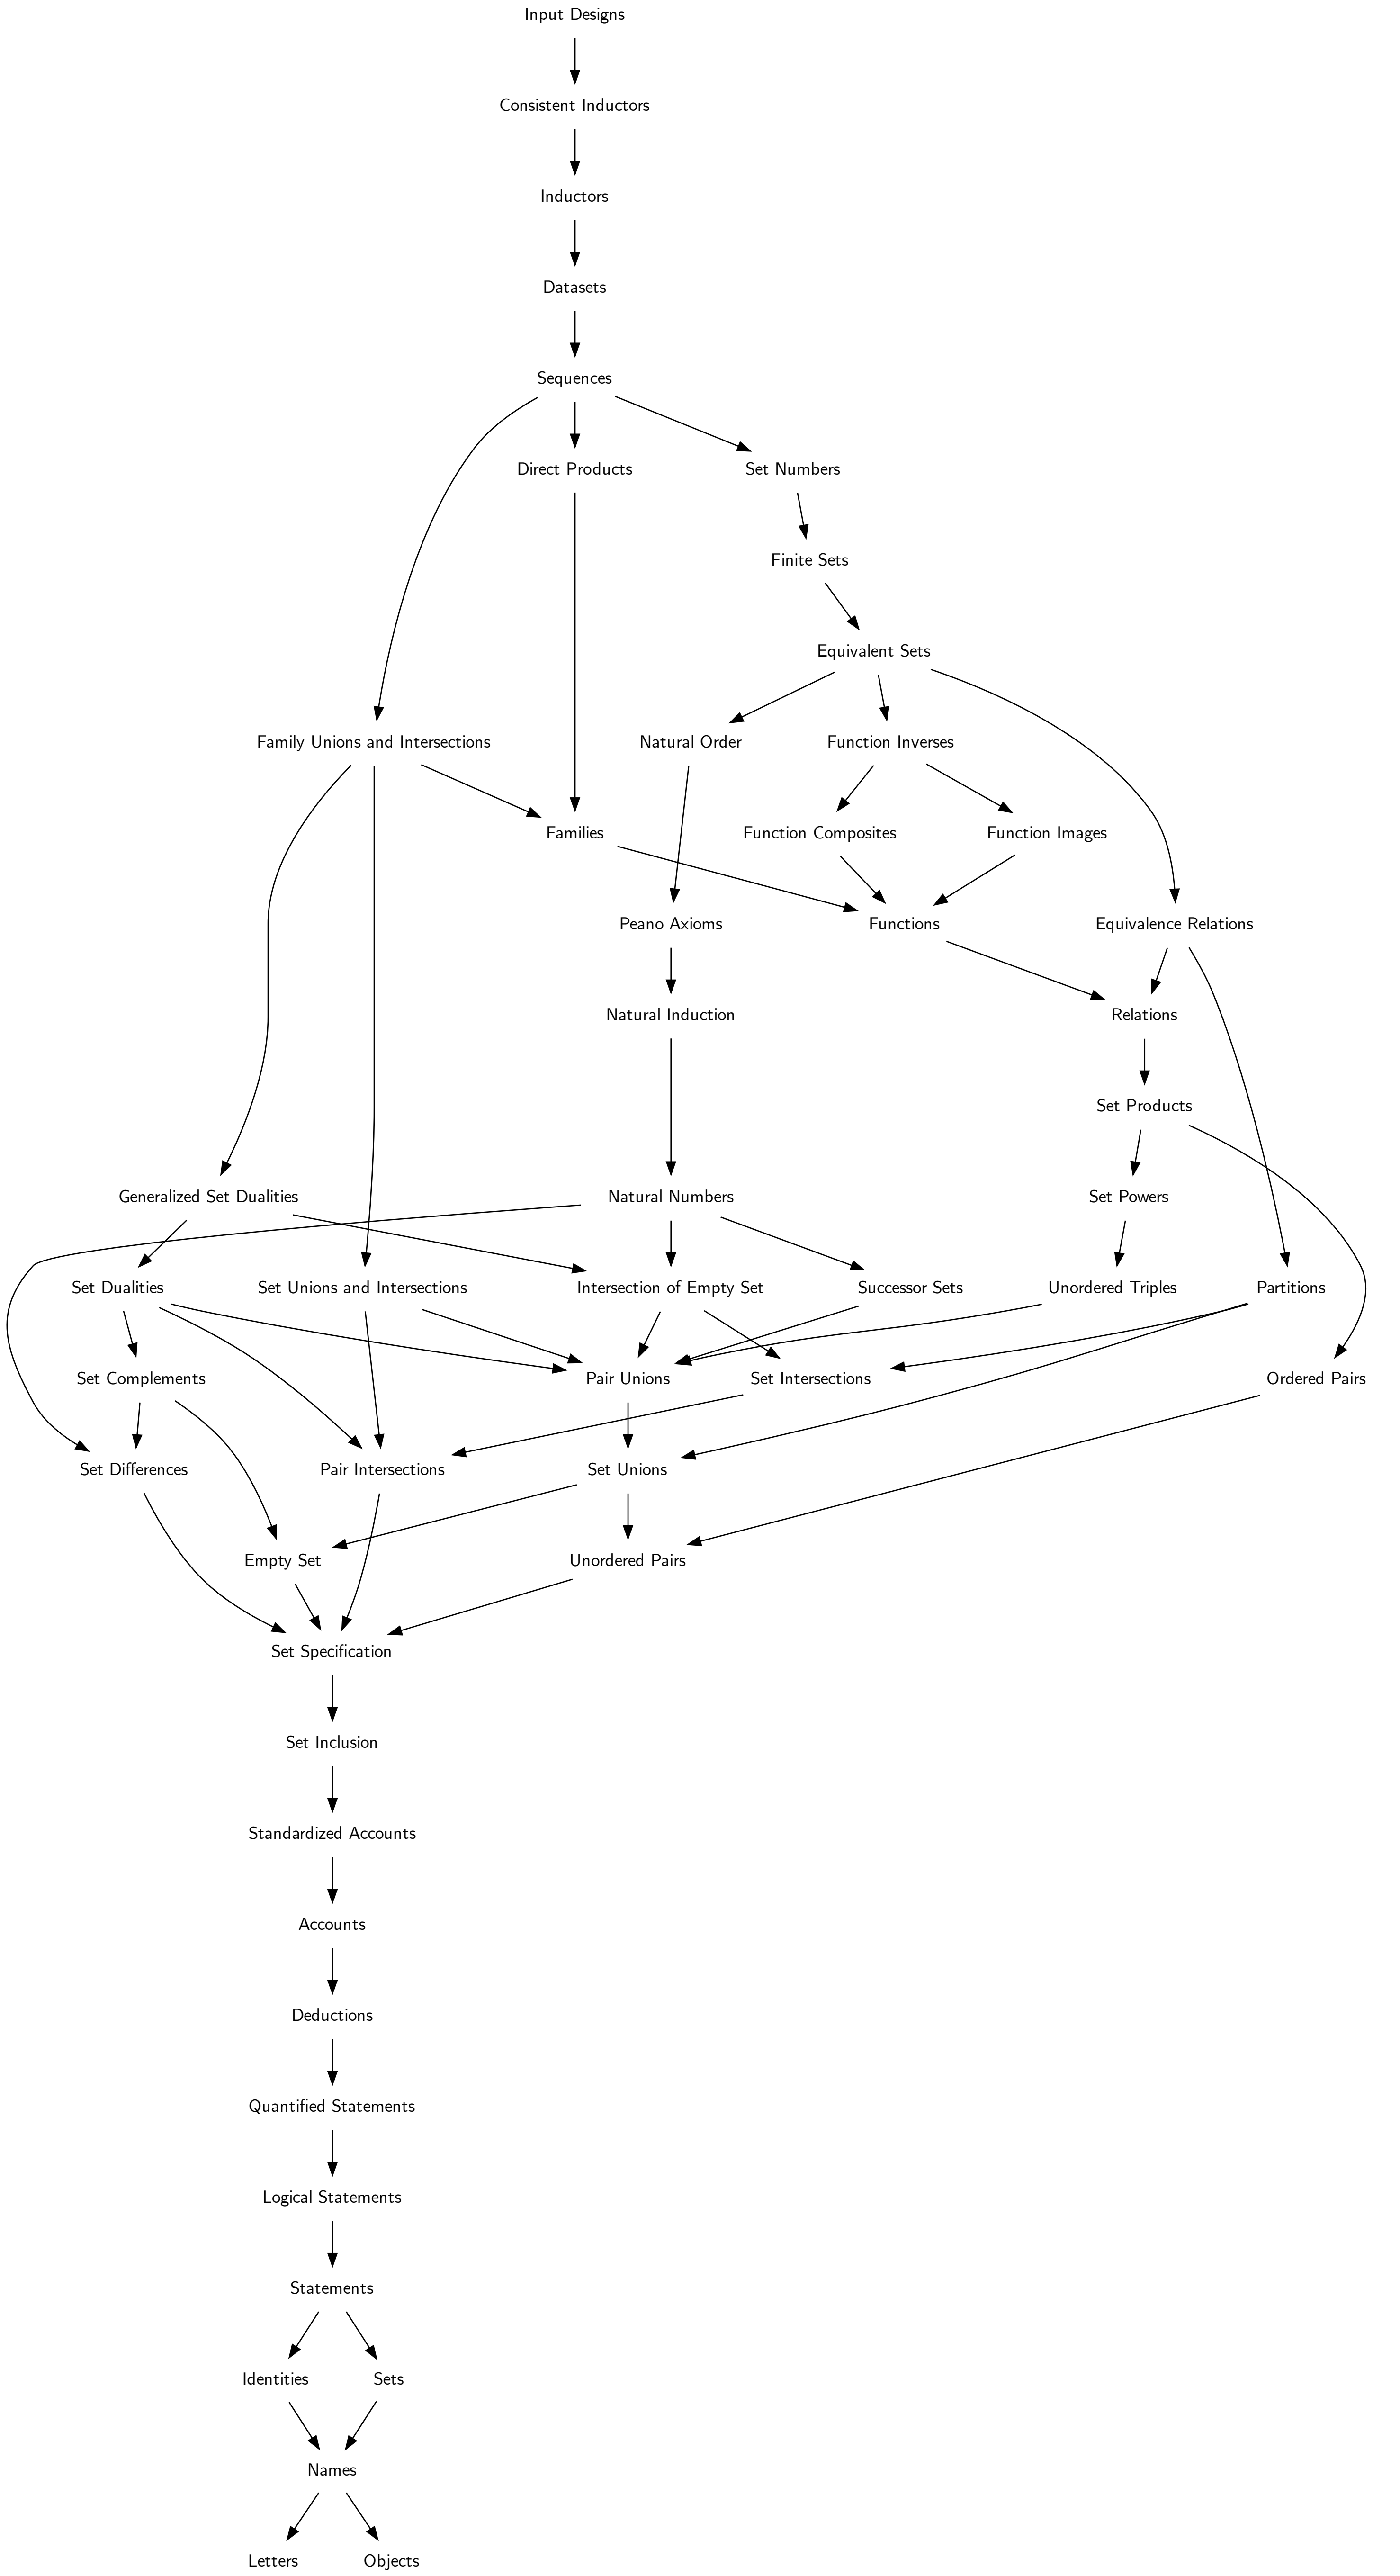 Input Designs
Consistent Inductors
Inductors
Datasets
Sequences
Direct Products
Set Numbers
Finite Sets
Equivalent Sets
Family Unions and Intersections
Natural Order
Function Inverses
Families
Function Composites
Function Images
Peano Axioms
Functions
Equivalence Relations
Natural Induction
Relations
Set Products
Generalized Set Dualities
Natural Numbers
Set Powers
Set Dualities
Set Unions and Intersections
Intersection of Empty Set
Successor Sets
Unordered Triples
Partitions
Set Complements
Pair Unions
Set Intersections
Ordered Pairs
Set Differences
Pair Intersections
Set Unions
Empty Set
Unordered Pairs
Set Specification
Set Inclusion
Standardized Accounts
Accounts
Deductions
Quantified Statements
Logical Statements
Statements
Identities
Sets
Names
Letters
Objects